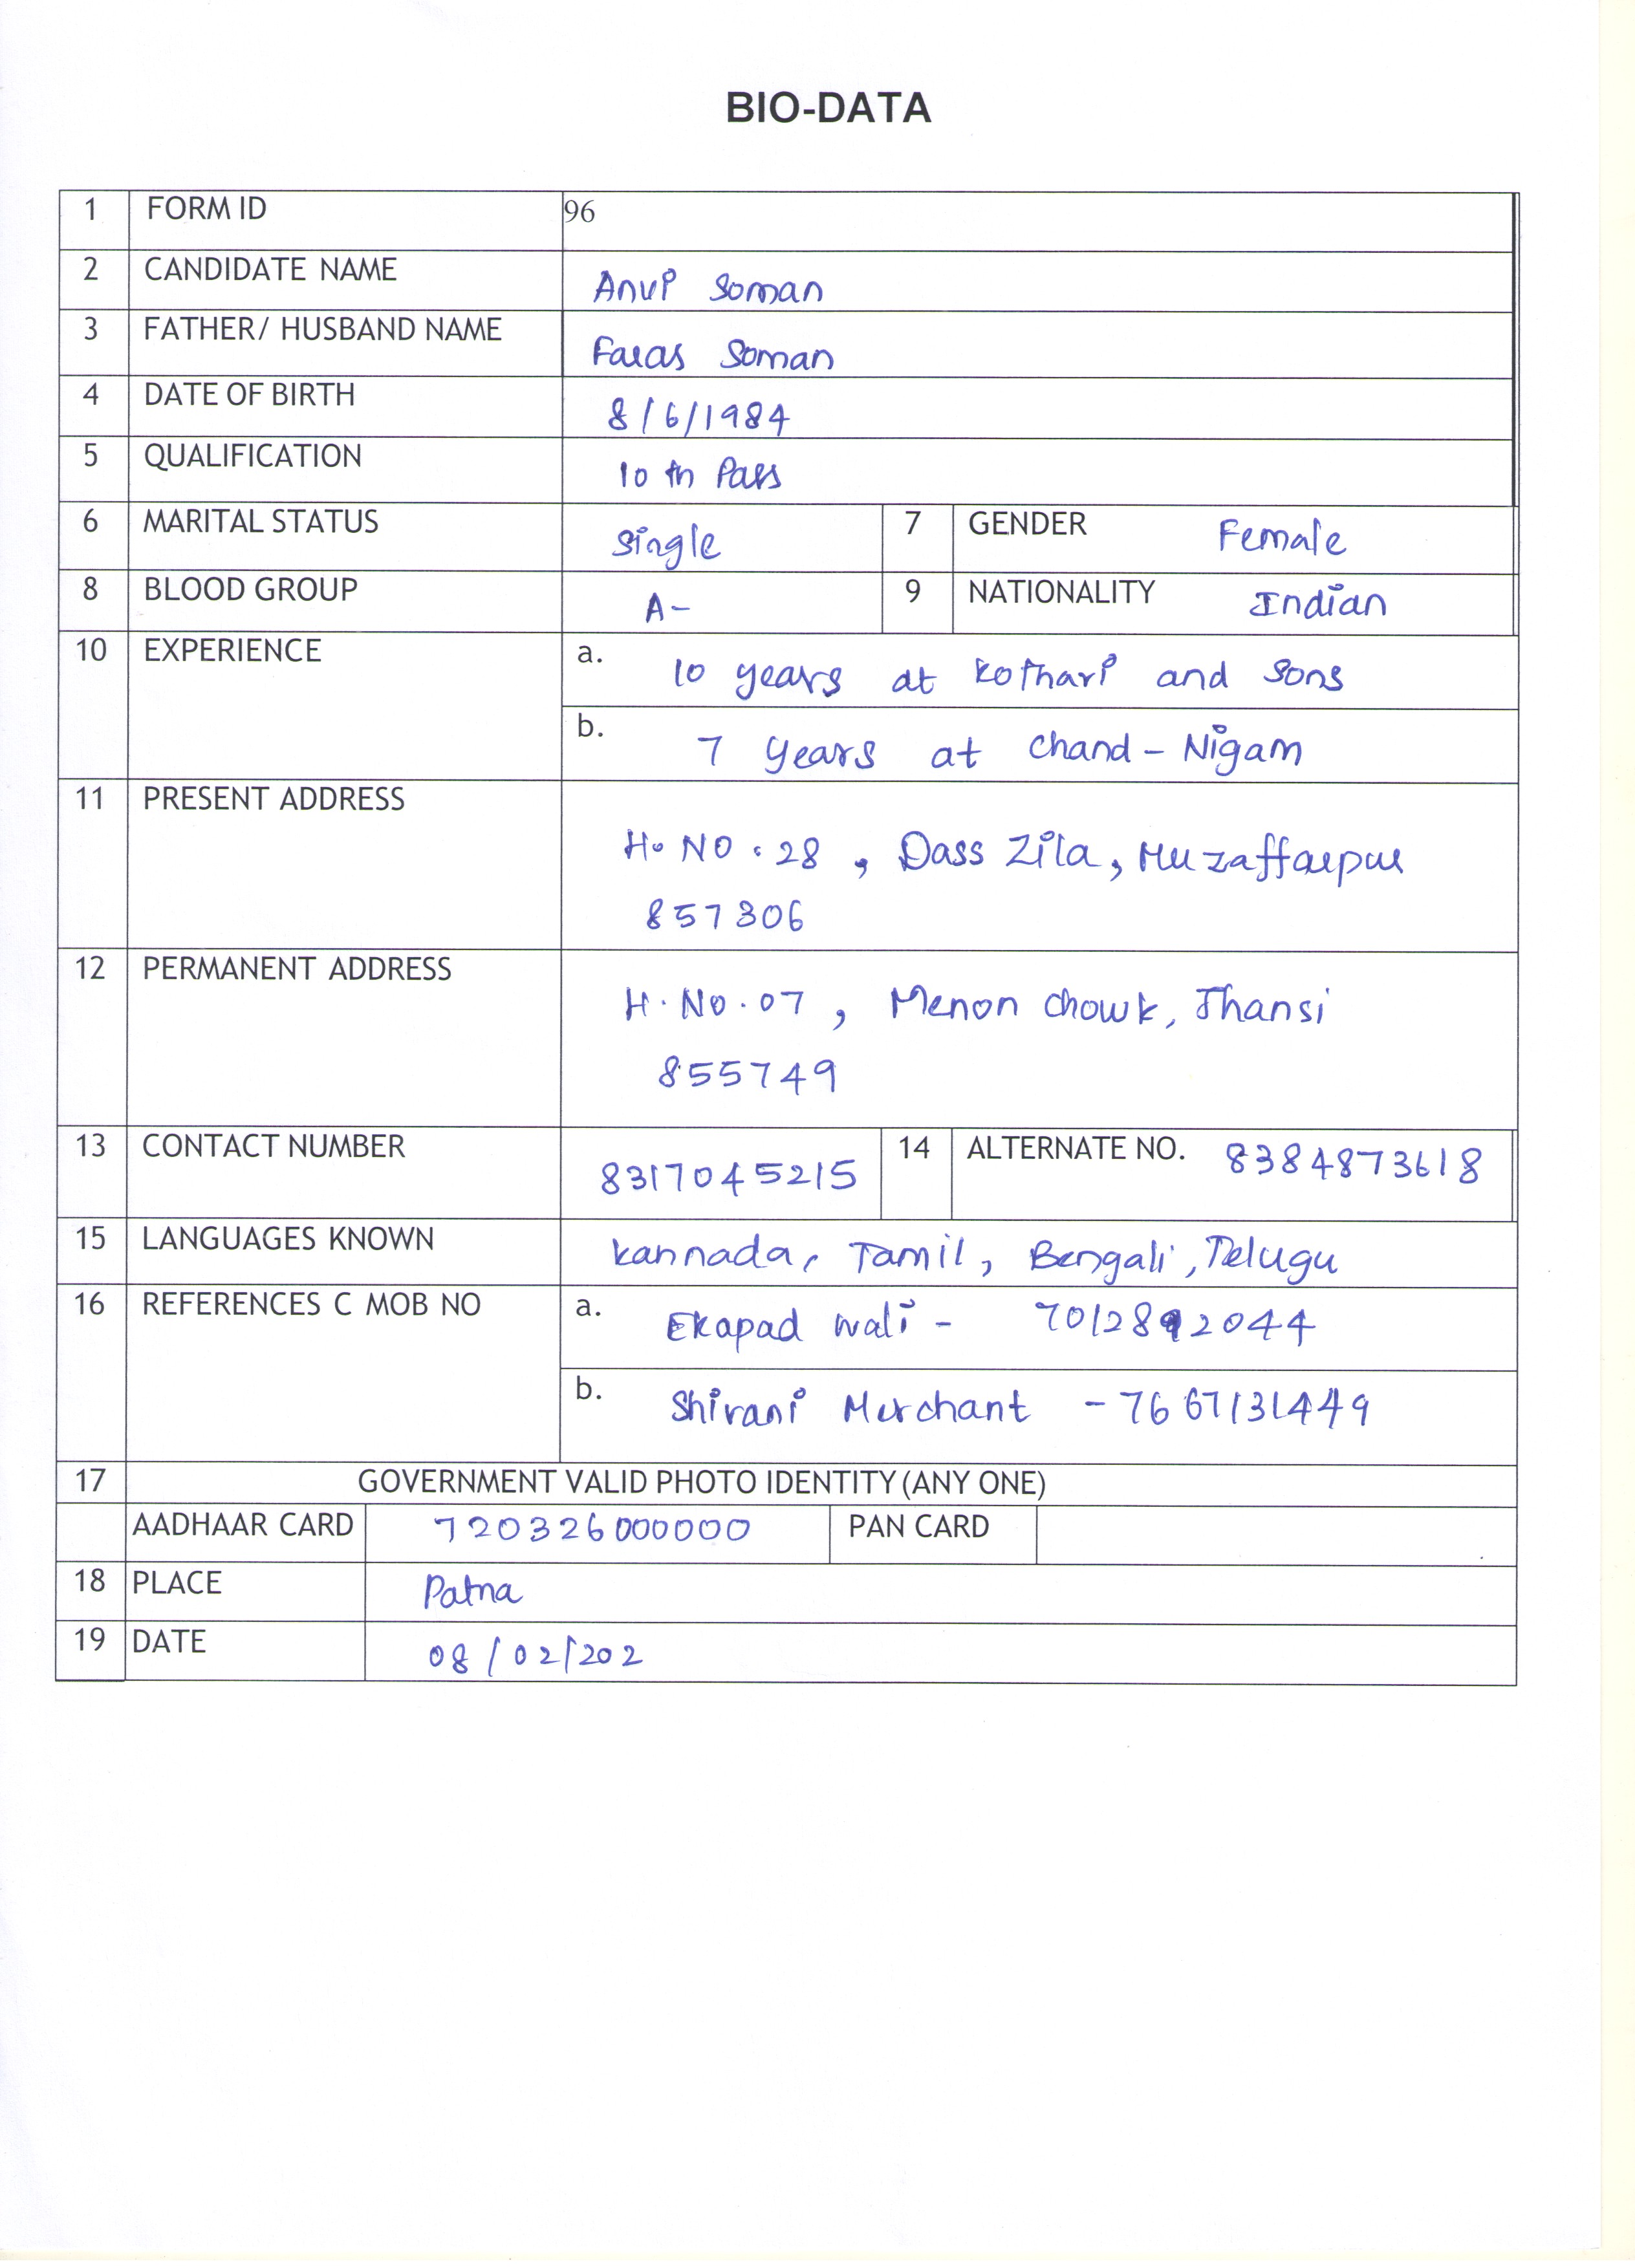 BIO-DATA
1 FORM ID 96
2 CANDIDATE NAME Anup Soman
3 FATHER/ HUSBAND NAME Faras Soman
4 DATE OF BIRTH 8/6/1984
5 QUALIFICATION 10 th Pass
6 MARITAL STATUS Single 7 GENDER Female
8 BLOOD GROUP A- 9 NATIONALITY Indian
10 EXPERIENCE a. 10 years at Kothari and Sons
b. 7 years at Chand-Nigam
11 PRESENT ADDRESS
H. NO. 28, Dass Zila, Muzaffarpur
857306
12 PERMANENT ADDRESS
H. No. 07, Menon Chowk, Jhansi
855749
13 CONTACT NUMBER 8317045215 14 ALTERNATE NO. 8384873618
15 LANGUAGES KNOWN Kannada, Tamil, Bengali, Telugu
16 REFERENCES C MOB NO a. Ekapad Wali - 7012892044
b. Shivani Merchant - 7667131449
17 GOVERNMENT VALID PHOTO IDENTITY (ANY ONE)
AADHAAR CARD 720326000000 PAN CARD
18 PLACE Patna
19 DATE 08/02/202